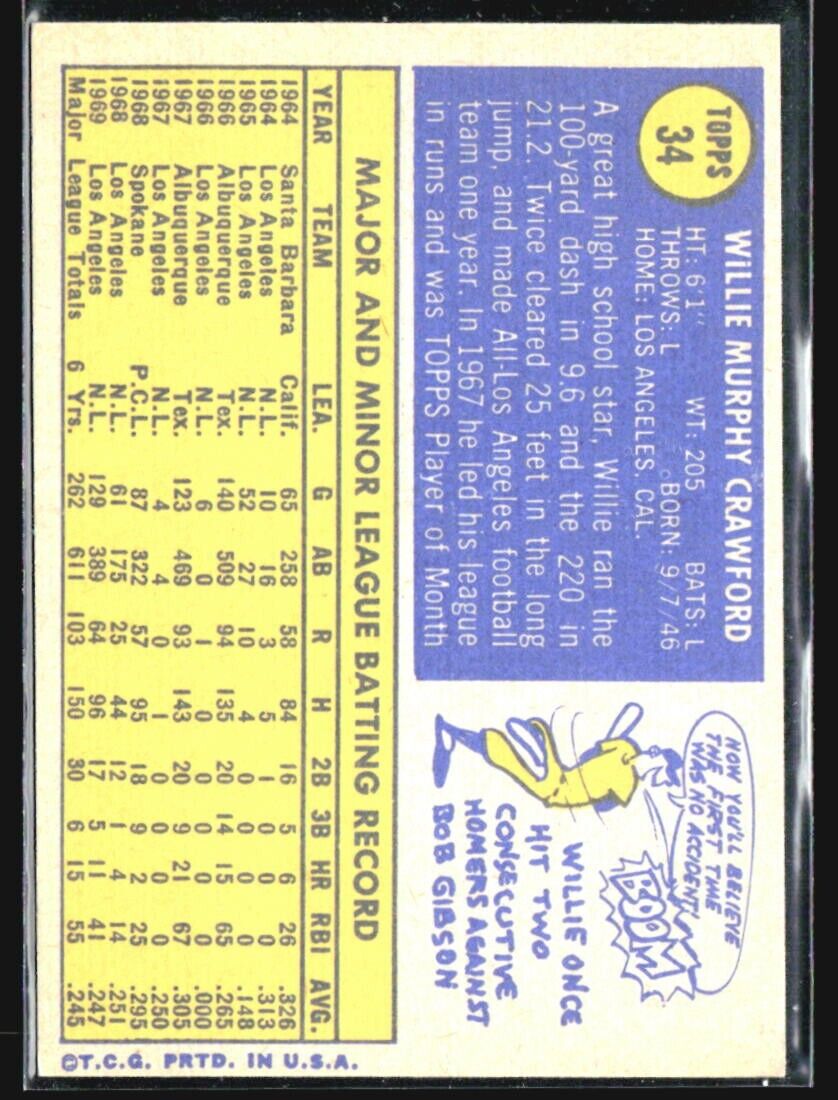 TOPPS
34
WILLIE MURPHY CRAWFORD
HT: 6'1" WT: 205 BATS: L
THROWS: L BORN: 9/7/46
HOME: LOS ANGELES, CAL.
A great high school star, Willie ran the
100-yard dash in 9.6 and the 220 in
21.2. Twice cleared 25 feet in the long
jump, and made All-Los Angeles football
team one year. In 1967 he led his league
in runs and was TOPPS Player of Month
NOW YOU'LL BELIEVE
THE FIRST TIME
WAS NO ACCIDENT!
BOOM
WILLIE ONCE
HIT TWO
CONSECUTIVE
HOMERS AGAINST
BOB GIBSON
MAJOR AND MINOR LEAGUE BATTING RECORD
YEAR TEAM LEA. G AB R H 2B 3B HR RBI AVG.
1964 Santa Barbara Calif. 65 258 58 84 16 5 6 26 .326
1964 Los Angeles N.L. 10 16 3 5 1 0 0 0 .313
1965 Los Angeles N.L. 52 27 10 4 0 0 0 0 .148
1966 Albuquerque Tex. 140 509 94 135 20 14 15 65 .265
1966 Los Angeles N.L. 6 0 1 0 0 0 0 0 .000
1967 Albuquerque Tex. 123 469 93 143 20 9 21 67 .305
1967 Los Angeles N.L. 4 4 0 1 0 0 0 0 .250
1968 Spokane P.C.L. 87 322 57 95 18 9 2 25 .295
1968 Los Angeles N.L. 61 175 25 44 12 1 4 14 .251
1969 Los Angeles N.L. 129 389 64 96 17 5 11 41 .247
Major League Totals 6 Yrs. 262 611 103 150 30 6 15 55 .245
©T.C.G. PRTD. IN U.S.A.